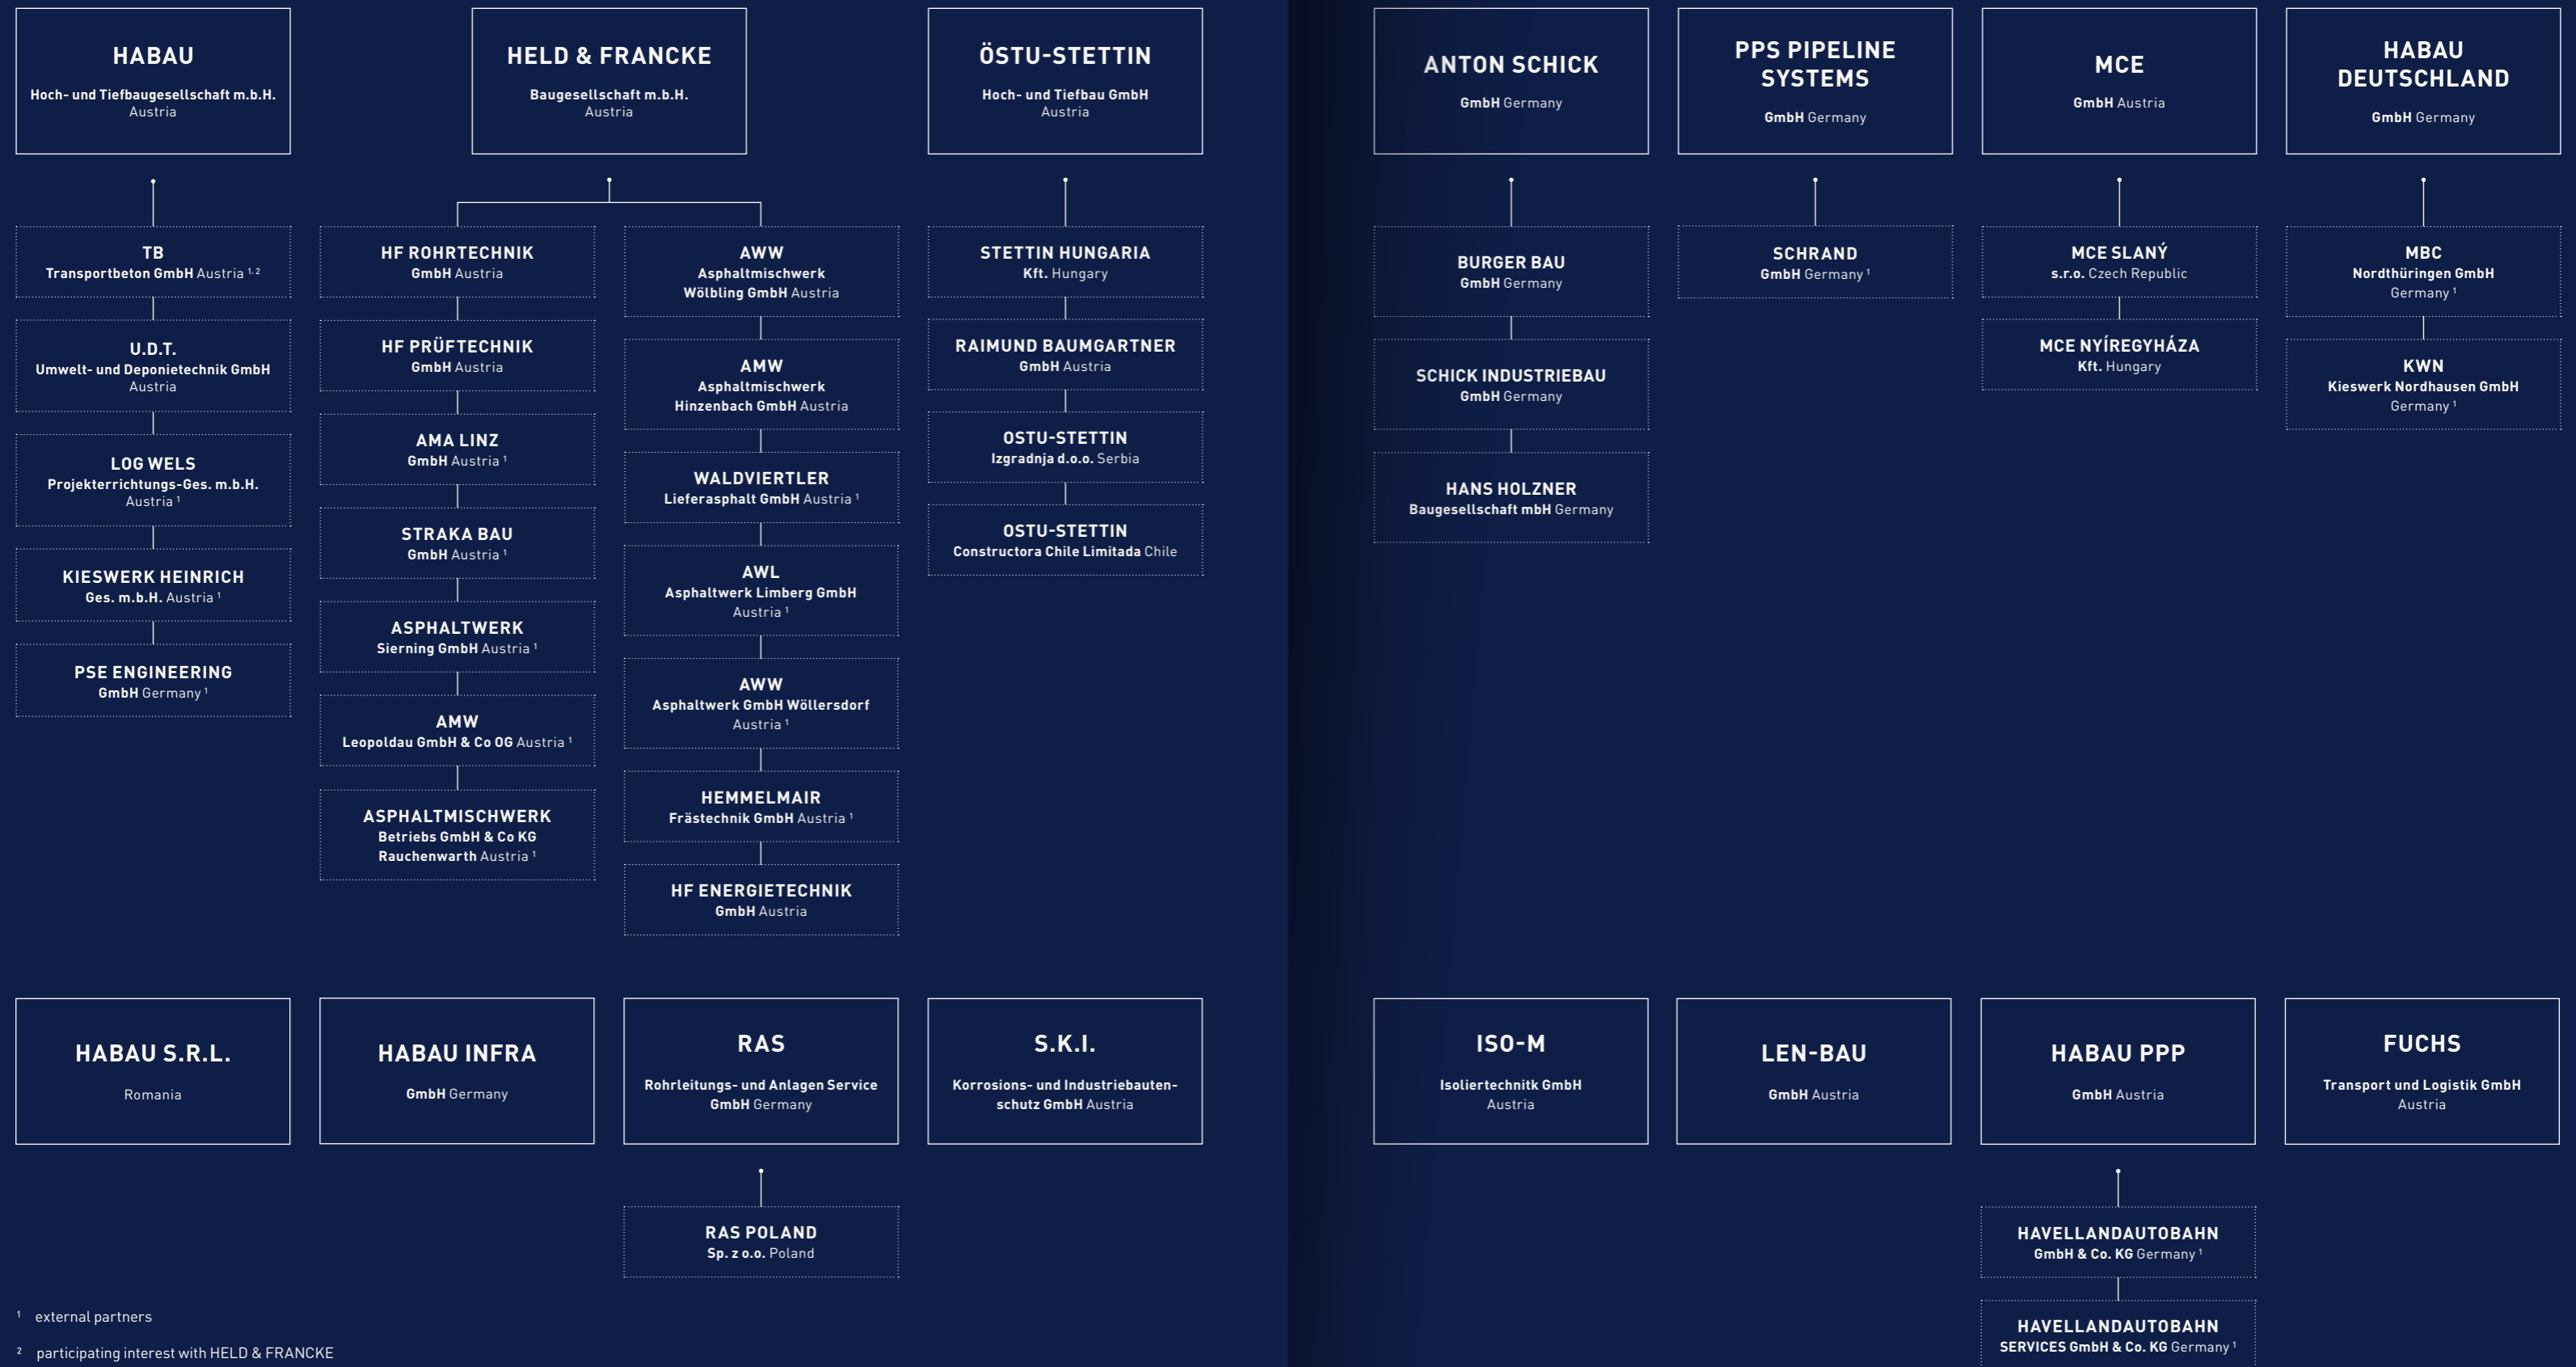 HABAU
Hoch- und Tiefbaugesellschaft m.b.H.
Austria
TB
Transportbeton GmbH Austria ¹˒ ²
U.D.T.
Umwelt- und Deponietechnik GmbH
Austria
LOG WELS
Projekterrichtungs-Ges. m.b.H.
Austria ¹
KIESWERK HEINRICH
Ges. m.b.H. Austria ¹
PSE ENGINEERING
GmbH Germany ¹
HELD & FRANCKE
Baugesellschaft m.b.H.
Austria
HF ROHRTECHNIK
GmbH Austria
HF PRÜFTECHNIK
GmbH Austria
AMA LINZ
GmbH Austria ¹
STRAKA BAU
GmbH Austria ¹
ASPHALTWERK
Sierning GmbH Austria ¹
AMW
Leopoldau GmbH & Co OG Austria ¹
ASPHALTMISCHWERK
Betriebs GmbH & Co KG
Rauchenwarth Austria ¹
AWW
Asphaltmischwerk
Wölbling GmbH Austria
AMW
Asphaltmischwerk
Hinzenbach GmbH Austria
WALDVIERTLER
Lieferasphalt GmbH Austria ¹
AWL
Asphaltwerk Limberg GmbH
Austria ¹
AWW
Asphaltwerk GmbH Wöllersdorf
Austria ¹
HEMMELMAIR
Frästechnik GmbH Austria ¹
HF ENERGIETECHNIK
GmbH Austria
ÖSTU-STETTIN
Hoch- und Tiefbau GmbH
Austria
STETTIN HUNGARIA
Kft. Hungary
RAIMUND BAUMGARTNER
GmbH Austria
OSTU-STETTIN
Izgradnja d.o.o. Serbia
OSTU-STETTIN
Constructora Chile Limitada Chile
ANTON SCHICK
GmbH Germany
BURGER BAU
GmbH Germany
SCHICK INDUSTRIEBAU
GmbH Germany
HANS HOLZNER
Baugesellschaft mbH Germany
PPS PIPELINE
SYSTEMS
GmbH Germany
SCHRAND
GmbH Germany ¹
MCE
GmbH Austria
MCE SLANÝ
s.r.o. Czech Republic
MCE NYÍREGYHÁZA
Kft. Hungary
HABAU
DEUTSCHLAND
GmbH Germany
MBC
Nordthüringen GmbH
Germany ¹
KWN
Kieswerk Nordhausen GmbH
Germany ¹
HABAU S.R.L.
Romania
HABAU INFRA
GmbH Germany
RAS
Rohrleitungs- und Anlagen Service
GmbH Germany
RAS POLAND
Sp. z o.o. Poland
S.K.I.
Korrosions- und Industriebauten-
schutz GmbH Austria
ISO-M
Isoliertechnitk GmbH
Austria
LEN-BAU
GmbH Austria
HABAU PPP
GmbH Austria
HAVELLANDAUTOBAHN
GmbH & Co. KG Germany ¹
HAVELLANDAUTOBAHN
SERVICES GmbH & Co. KG Germany ¹
FUCHS
Transport und Logistik GmbH
Austria
¹ external partners
² participating interest with HELD & FRANCKE